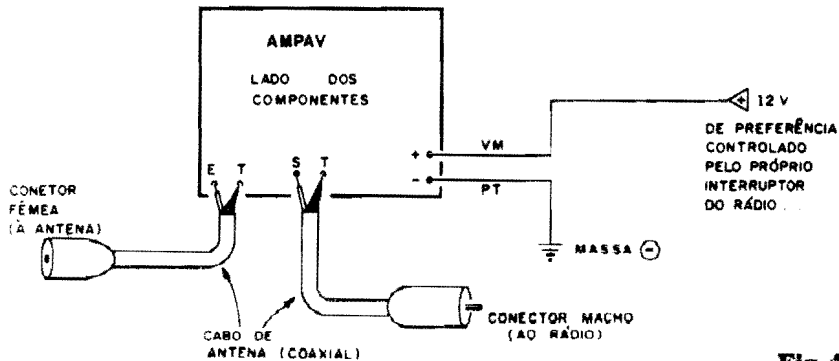 AMPAV
LADO DOS
COMPONENTES
12 V
DE PREFERÊNCIA
CONTROLADO
PELO PRÓPRIO
INTERRUPTOR
DO RÁDIO...
+
VM
-
PT
E T
S T
CONETOR
FÊMEA
(À ANTENA)
MASSA
CABO DE
ANTENA (COAXIAL)
CONECTOR MACHO
(AO RÁDIO)